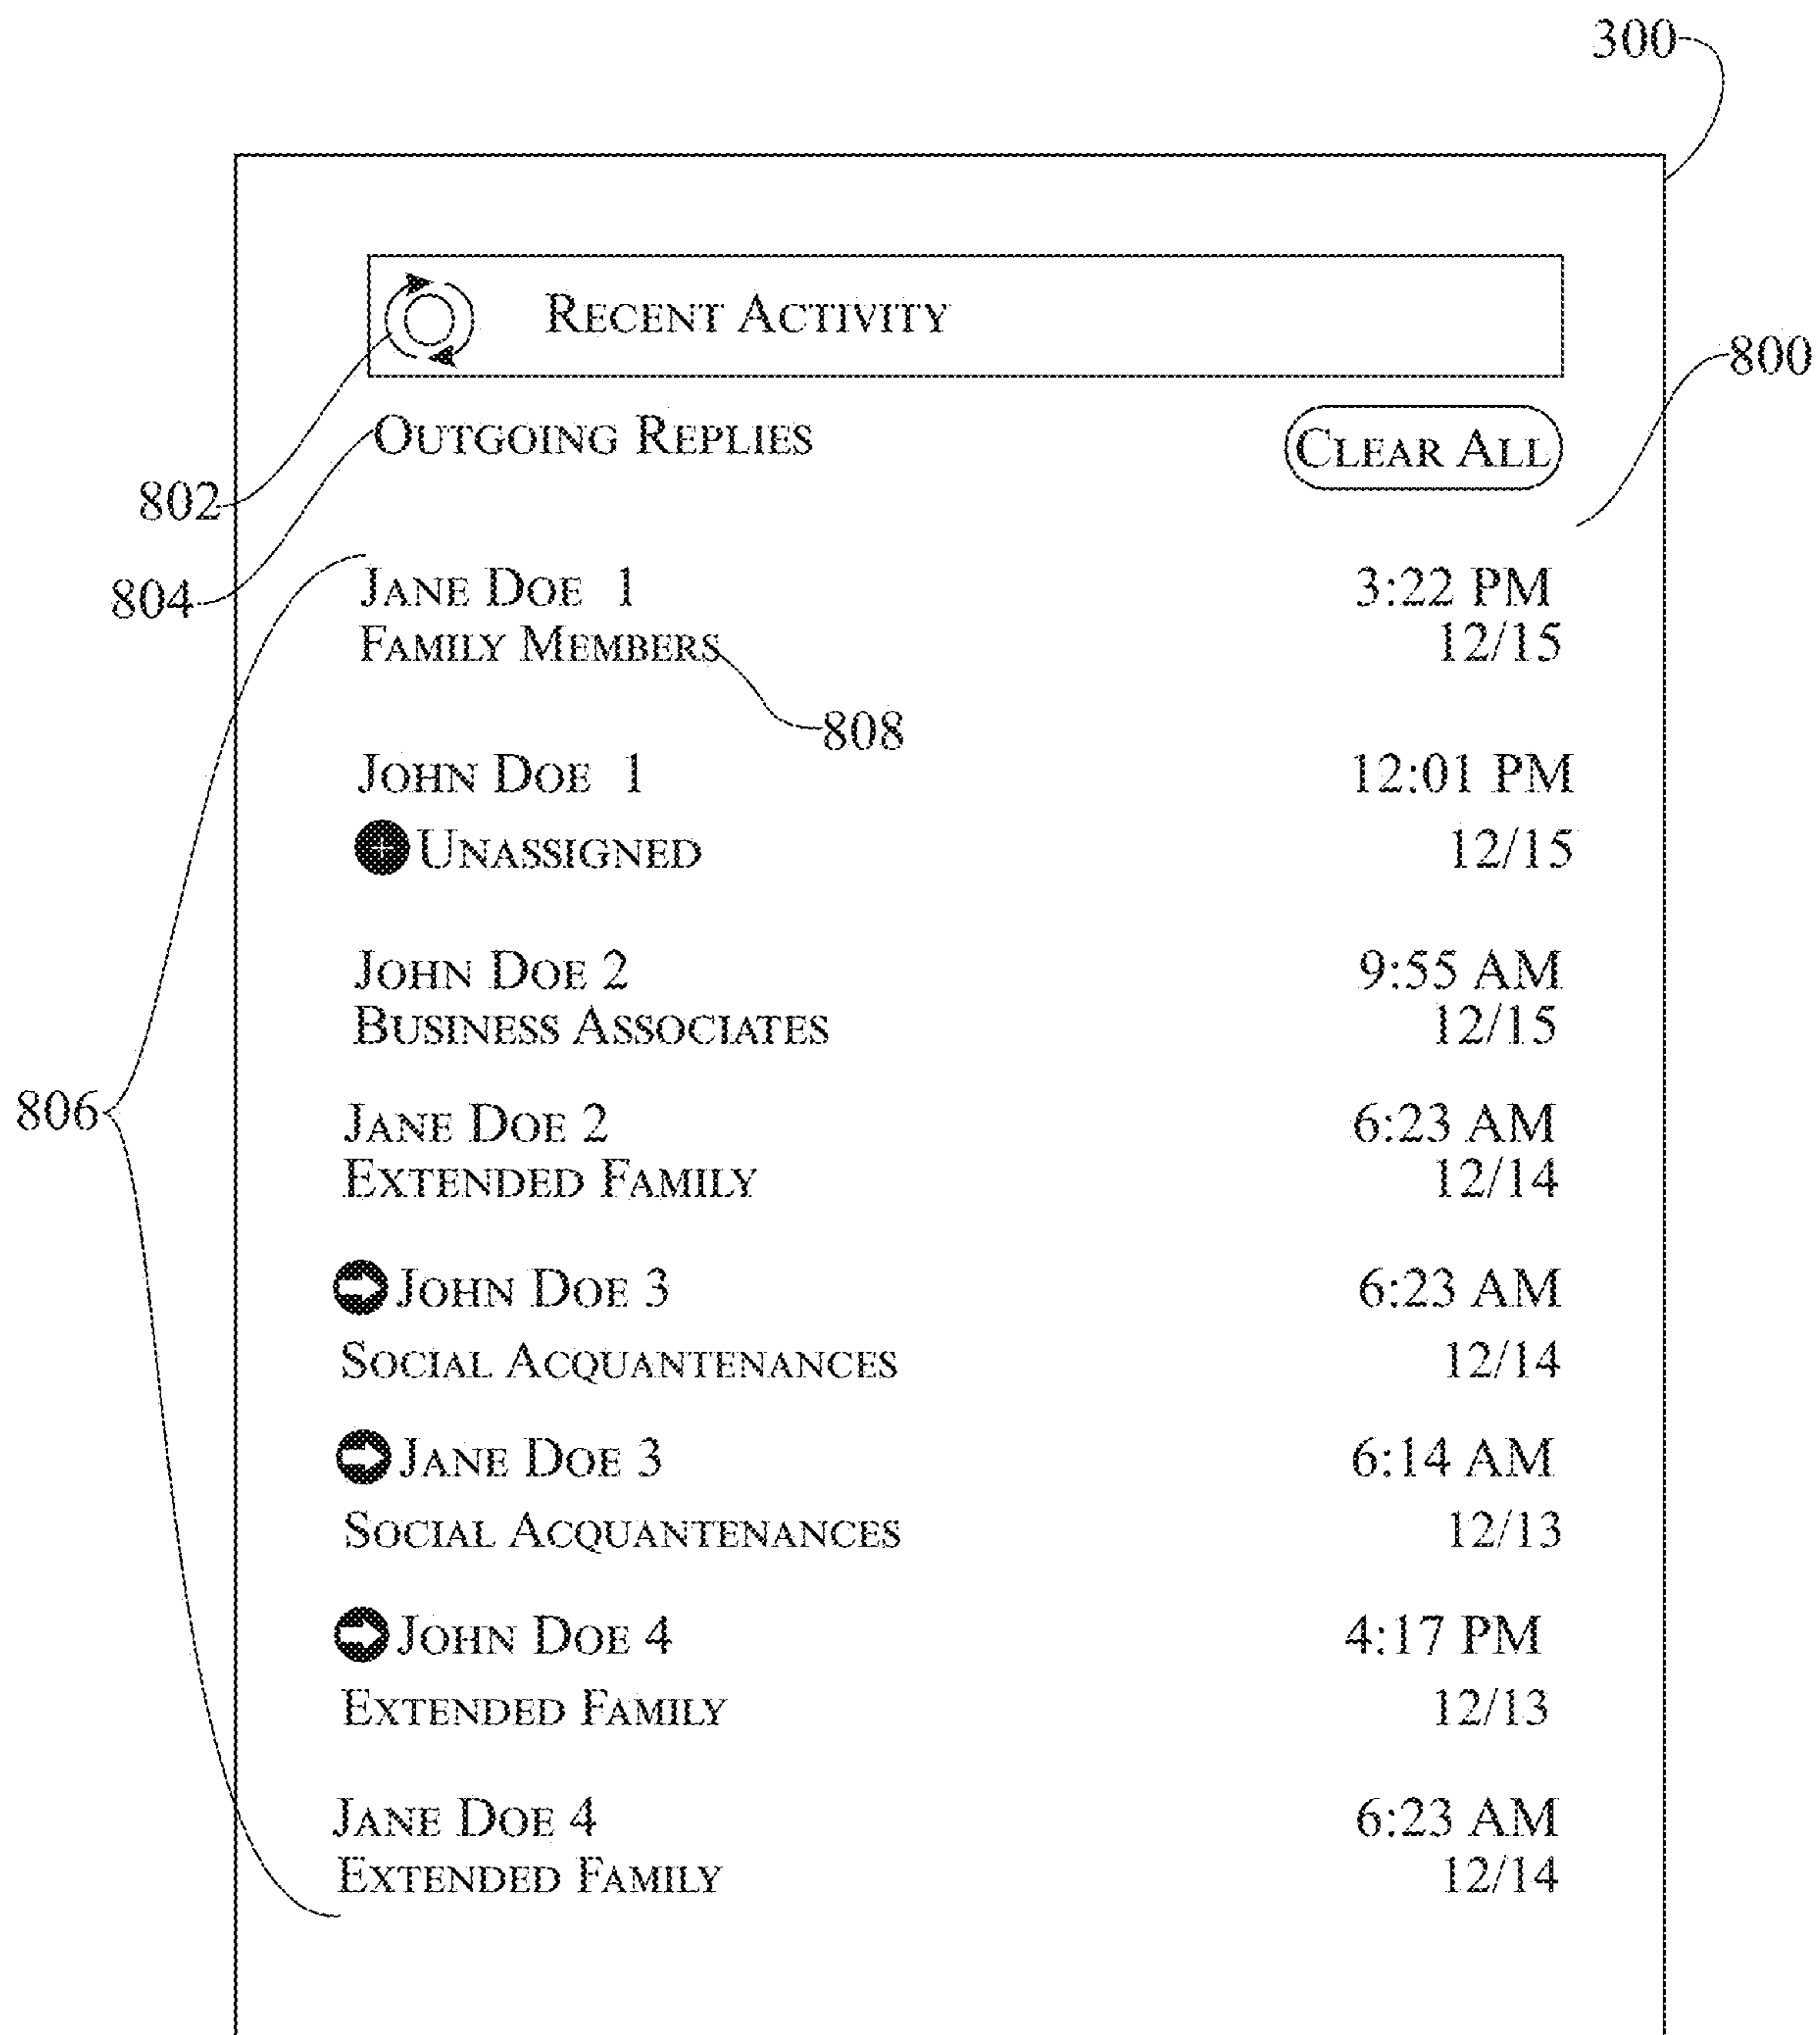 300
Recent Activity
800
Outgoing Replies
Clear All
802
804
Jane Doe 1
3:22 PM
Family Members
12/15
808
John Doe 1
12:01 PM
Unassigned
12/15
John Doe 2
9:55 AM
Business Associates
12/15
806
Jane Doe 2
6:23 AM
Extended Family
12/14
John Doe 3
6:23 AM
Social Acquantenances
12/14
Jane Doe 3
6:14 AM
Social Acquantenances
12/13
John Doe 4
4:17 PM
Extended Family
12/13
Jane Doe 4
6:23 AM
Extended Family
12/14